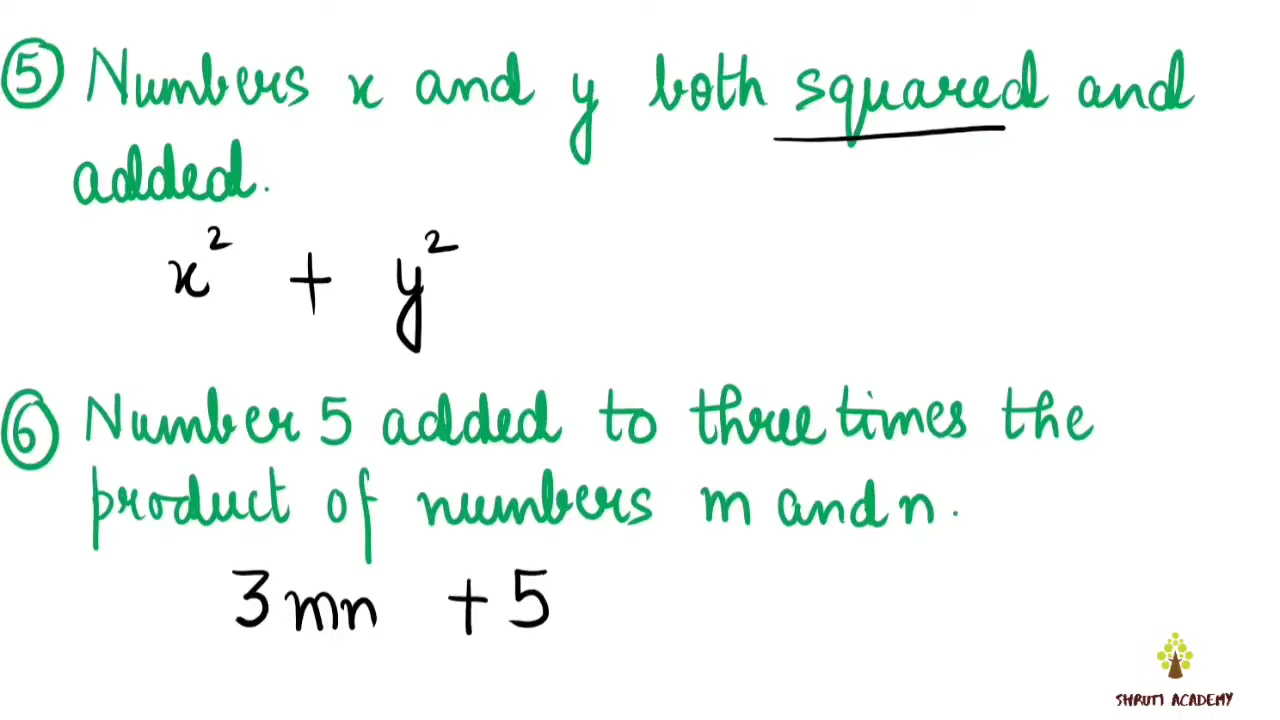 ⑤ Numbers x and y both squared and
added.
x² + y²
⑥ Number 5 added to three times the
product of numbers m and n.
3mn + 5
SHRUTI ACADEMY